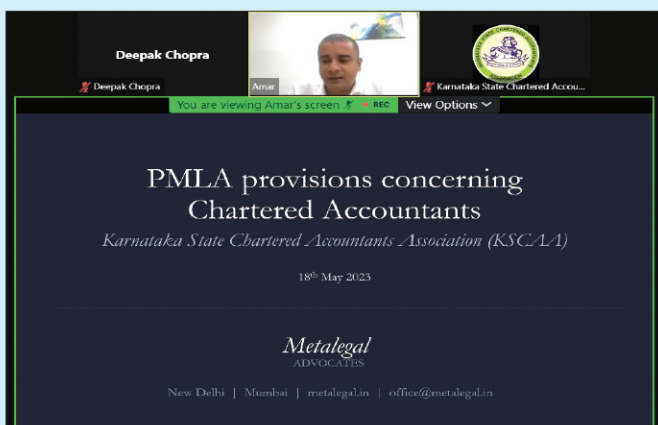 Deepak Chopra
Deepak Chopra
Amar
Karnataka State Chartered Accou...
You are viewing Amar's screen
REC
View Options
PMLA provisions concerning
Chartered Accountants
Karnataka State Chartered Accountants Association (KSCAA)
18th May 2023
Metalegal
ADVOCATES
New Delhi | Mumbai | metalegal.in | office@metalegal.in